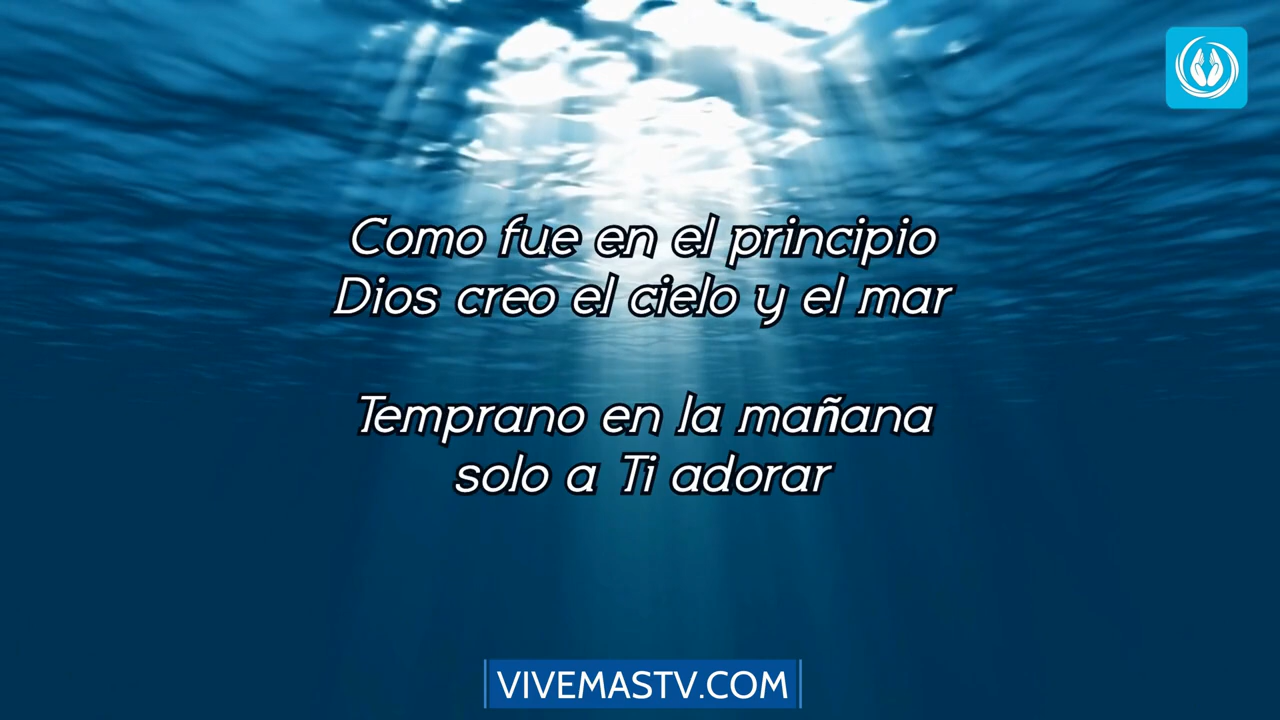 Como fue en el principio
Dios creo el cielo y el mar
Temprano en la mañana
solo a Ti adorar
VIVEMASTV.COM